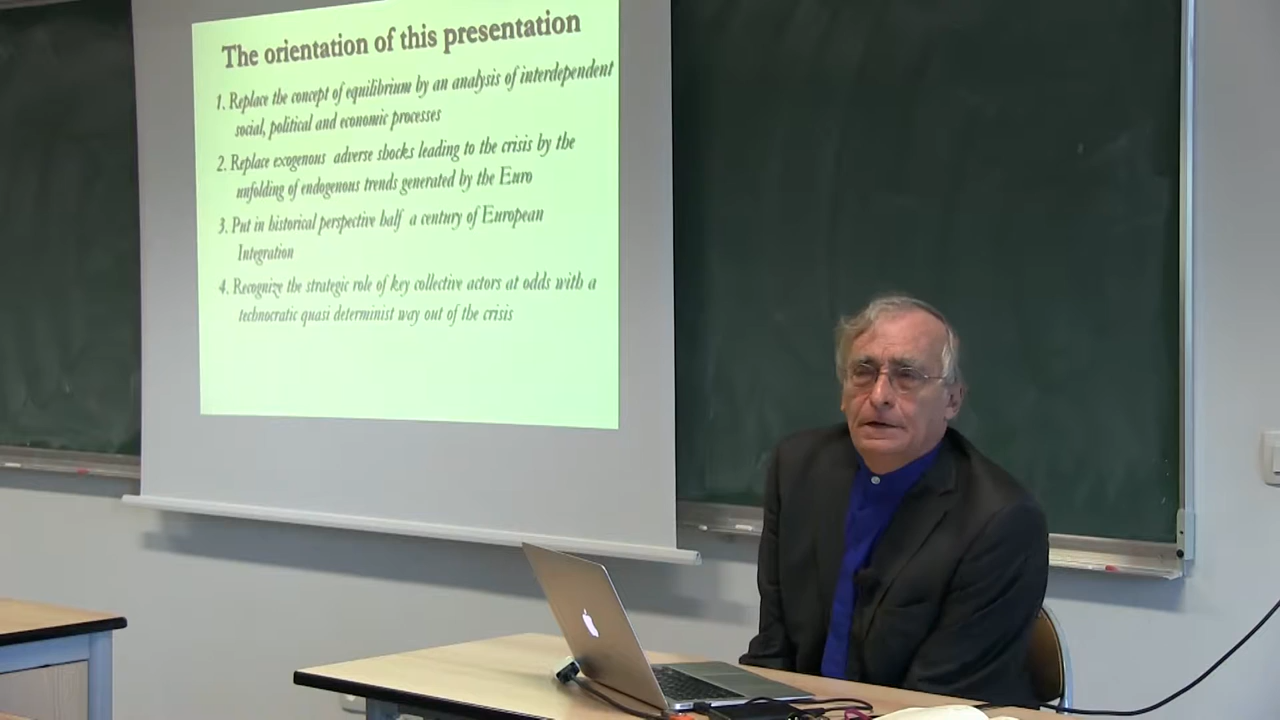 The orientation of this presentation
1. Replace the concept of equilibrium by an analysis of interdependent
social, political and economic processes
2. Replace exogenous adverse shocks leading to the crisis by the
unfolding of endogenous trends generated by the Euro
3. Put in historical perspective half a century of European
Integration
4. Recognize the strategic role of key collective actors at odds with a
technocratic quasi determinist way out of the crisis